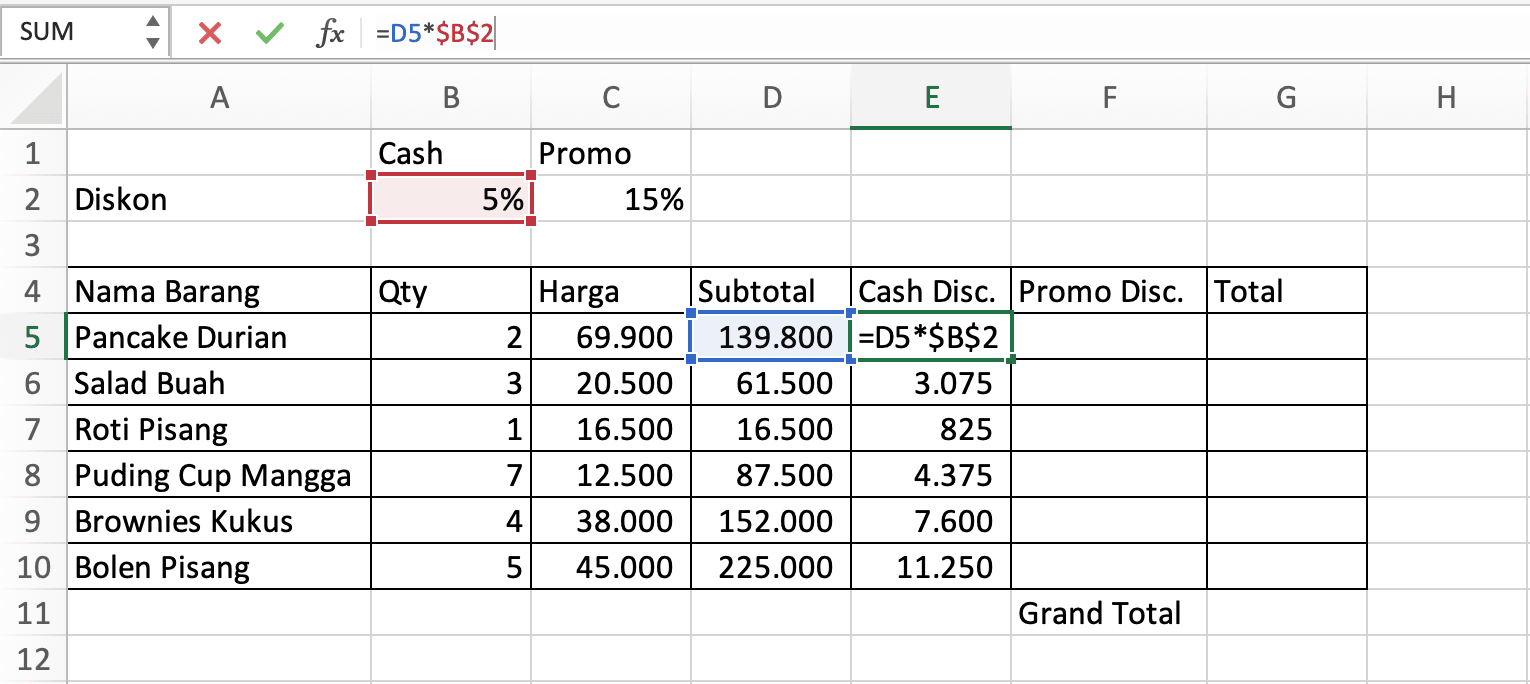 SUM fx =D5*$B$2
A B C D E F G H
1 Cash Promo
2 Diskon 5% 15%
3
4 Nama Barang Qty Harga Subtotal Cash Disc. Promo Disc. Total
5 Pancake Durian 2 69.900 139.800 =D5*$B$2
6 Salad Buah 3 20.500 61.500 3.075
7 Roti Pisang 1 16.500 16.500 825
8 Puding Cup Mangga 7 12.500 87.500 4.375
9 Brownies Kukus 4 38.000 152.000 7.600
10 Bolen Pisang 5 45.000 225.000 11.250
11 Grand Total
12